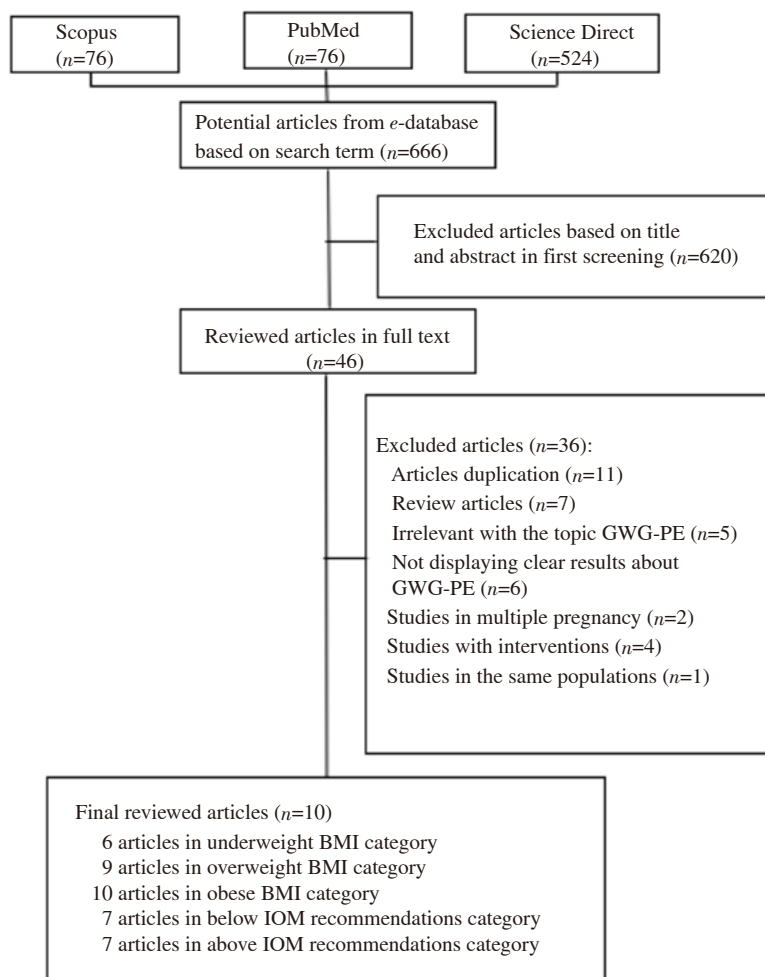 Scopus
(n=76)
PubMed
(n=76)
Science Direct
(n=524)
Potential articles from e-database
based on search term (n=666)
Excluded articles based on title
and abstract in first screening (n=620)
Reviewed articles in full text
(n=46)
Excluded articles (n=36):
Articles duplication (n=11)
Review articles (n=7)
Irrelevant with the topic GWG-PE (n=5)
Not displaying clear results about
GWG-PE (n=6)
Studies in multiple pregnancy (n=2)
Studies with interventions (n=4)
Studies in the same populations (n=1)
Final reviewed articles (n=10)
6 articles in underweight BMI category
9 articles in overweight BMI category
10 articles in obese BMI category
7 articles in below IOM recommendations category
7 articles in above IOM recommendations category